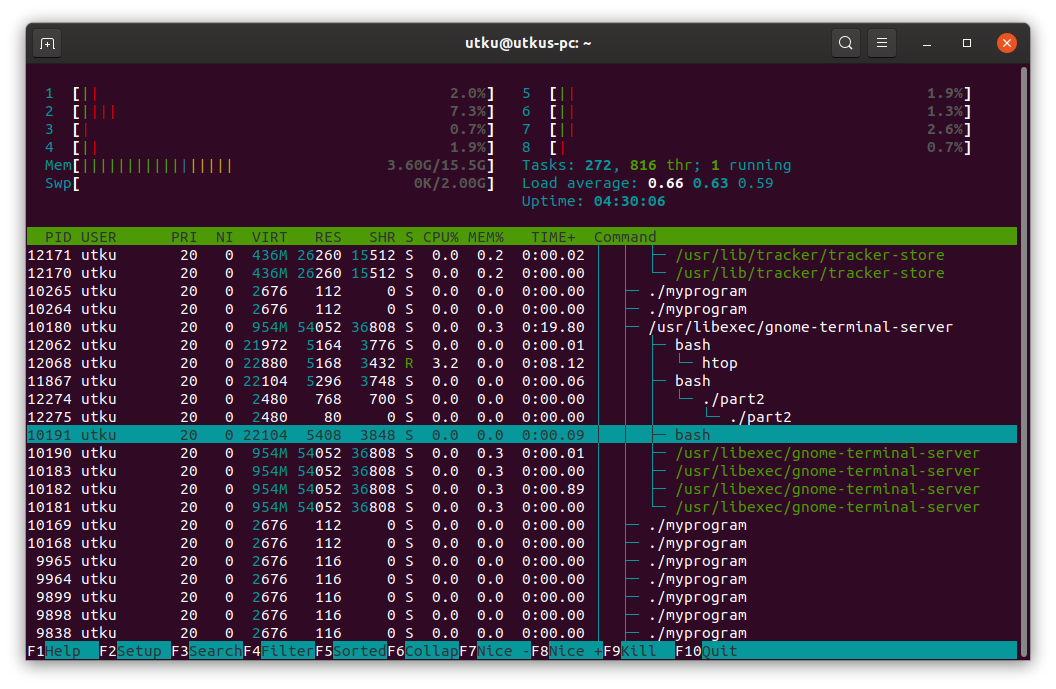 utku@utkus-pc: ~
1 [|| 2.0%] 5 [|| 1.9%]
2 [|||| 7.3%] 6 [|| 1.3%]
3 [| 0.7%] 7 [|| 2.6%]
4 [|| 1.9%] 8 [| 0.7%]
Mem[||||||||||||||||| 3.60G/15.5G] Tasks: 272, 816 thr; 1 running
Swp[ 0K/2.00G] Load average: 0.66 0.63 0.59
Uptime: 04:30:06
PID USER PRI NI VIRT RES SHR S CPU% MEM% TIME+ Command
12171 utku 20 0 436M 26260 15512 S 0.0 0.2 0:00.02 │ │ ├─ /usr/lib/tracker/tracker-store
12170 utku 20 0 436M 26260 15512 S 0.0 0.2 0:00.00 │ │ └─ /usr/lib/tracker/tracker-store
10265 utku 20 0 2676 112 0 S 0.0 0.0 0:00.00 │ ├─ ./myprogram
10264 utku 20 0 2676 112 0 S 0.0 0.0 0:00.00 │ ├─ ./myprogram
10180 utku 20 0 954M 54052 36808 S 0.0 0.3 0:19.80 │ ├─ /usr/libexec/gnome-terminal-server
12062 utku 20 0 21972 5164 3776 S 0.0 0.0 0:00.01 │ │ ├─ bash
12068 utku 20 0 22880 5168 3432 R 3.2 0.0 0:08.12 │ │ │ └─ htop
11867 utku 20 0 22104 5296 3748 S 0.0 0.0 0:00.06 │ │ ├─ bash
12274 utku 20 0 2480 768 700 S 0.0 0.0 0:00.00 │ │ │ └─ ./part2
12275 utku 20 0 2480 80 0 S 0.0 0.0 0:00.00 │ │ │ └─ ./part2
10191 utku 20 0 22104 5408 3848 S 0.0 0.0 0:00.09 │ │ ├─ bash
10190 utku 20 0 954M 54052 36808 S 0.0 0.3 0:00.01 │ │ ├─ /usr/libexec/gnome-terminal-server
10183 utku 20 0 954M 54052 36808 S 0.0 0.3 0:00.00 │ │ ├─ /usr/libexec/gnome-terminal-server
10182 utku 20 0 954M 54052 36808 S 0.0 0.3 0:00.89 │ │ ├─ /usr/libexec/gnome-terminal-server
10181 utku 20 0 954M 54052 36808 S 0.0 0.3 0:00.00 │ │ └─ /usr/libexec/gnome-terminal-server
10169 utku 20 0 2676 112 0 S 0.0 0.0 0:00.00 │ ├─ ./myprogram
10168 utku 20 0 2676 112 0 S 0.0 0.0 0:00.00 │ ├─ ./myprogram
9965 utku 20 0 2676 116 0 S 0.0 0.0 0:00.00 │ ├─ ./myprogram
9964 utku 20 0 2676 116 0 S 0.0 0.0 0:00.00 │ ├─ ./myprogram
9899 utku 20 0 2676 116 0 S 0.0 0.0 0:00.00 │ ├─ ./myprogram
9898 utku 20 0 2676 116 0 S 0.0 0.0 0:00.00 │ ├─ ./myprogram
9838 utku 20 0 2676 116 0 S 0.0 0.0 0:00.00 │ ├─ ./myprogram
F1Help F2Setup F3SearchF4FilterF5SortedF6CollapF7Nice -F8Nice +F9Kill F10Quit